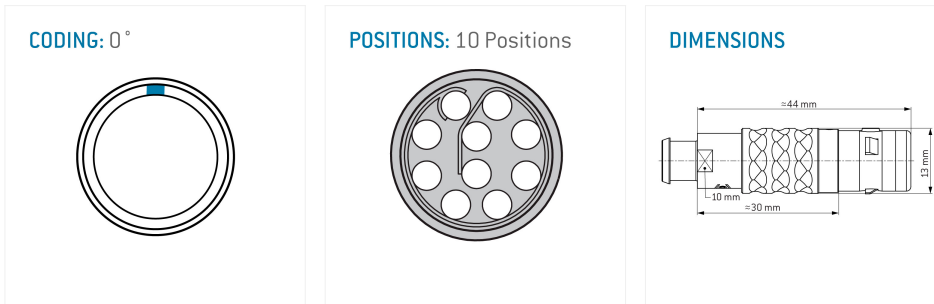 CODING: 0°
POSITIONS: 10 Positions
DIMENSIONS
≈44 mm
13 mm
10 mm
≈30 mm